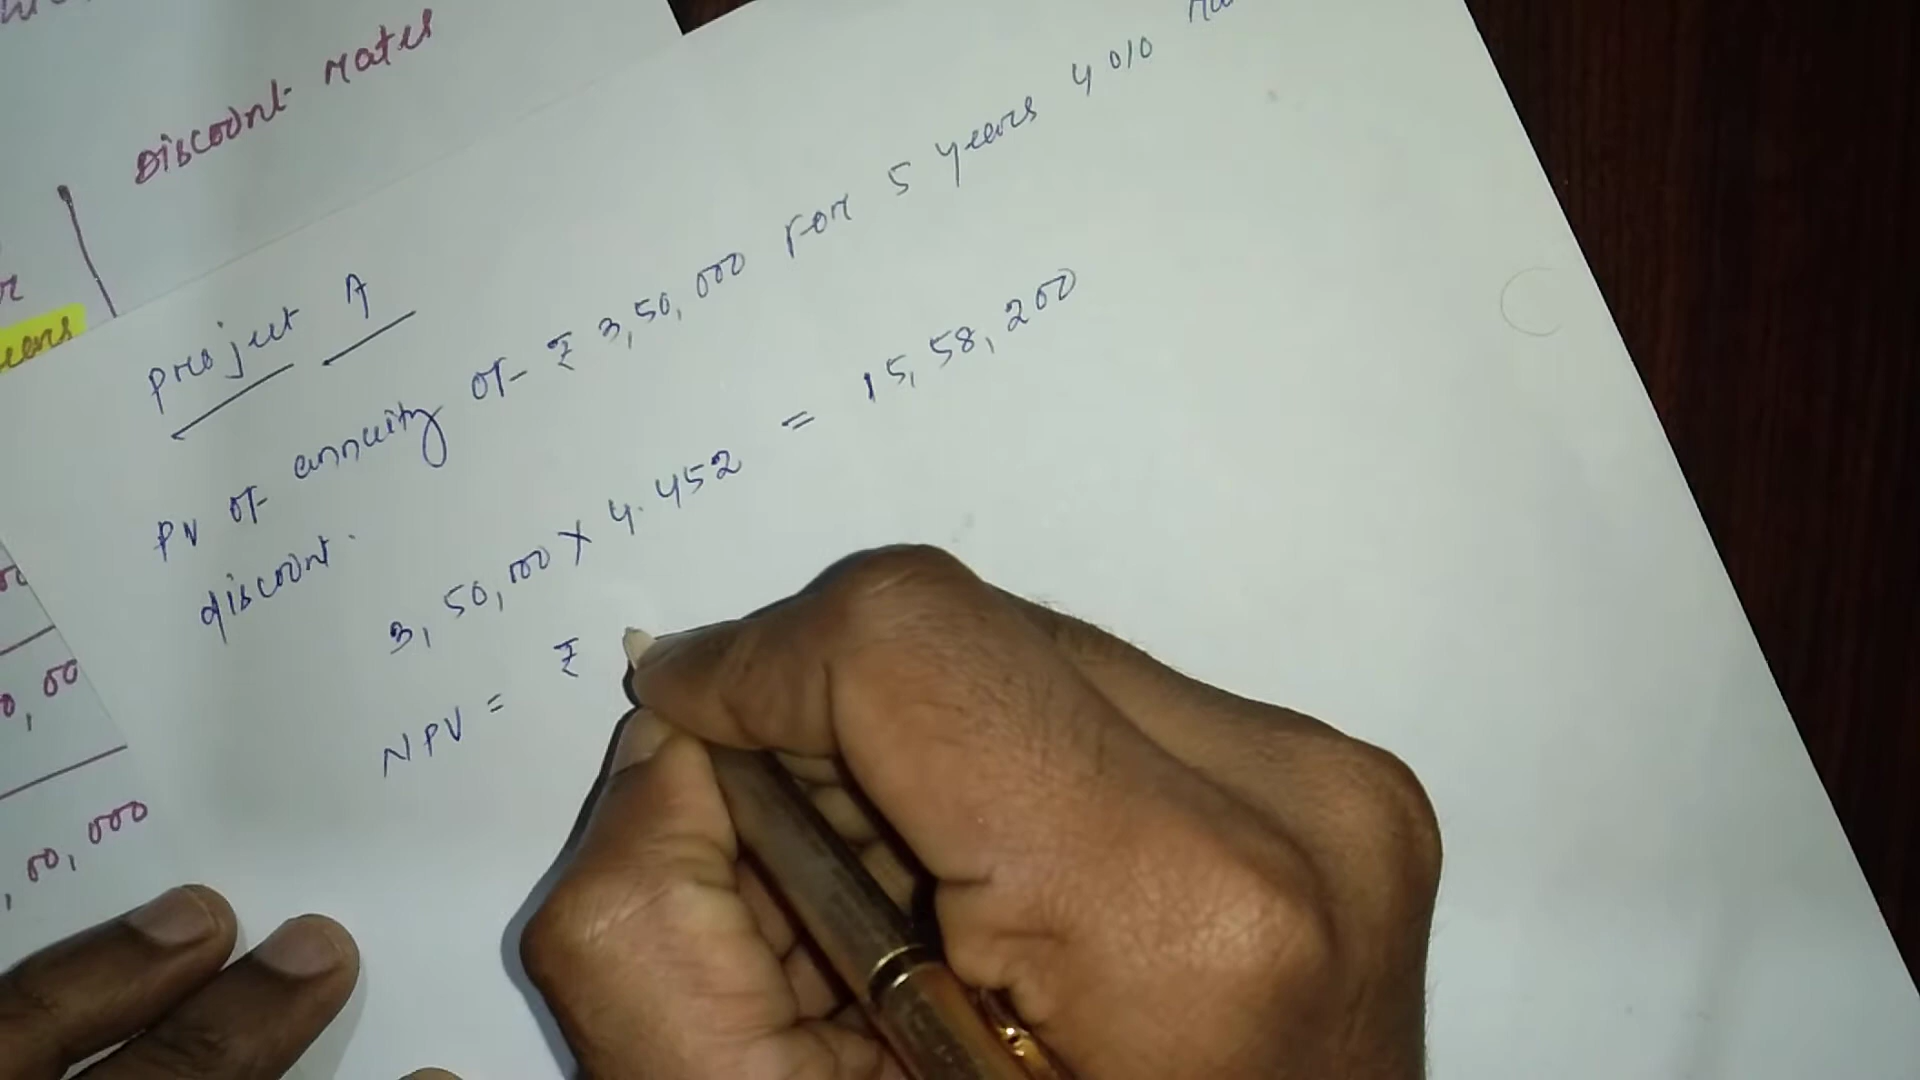 Discount rates
eers
Project A
PV of annuity of ₹ 3,50,000 For 5 years 4 %
discount.
3,50,000 × 4.452 = 15,58,200
NPV = ₹
0,00
,00,000